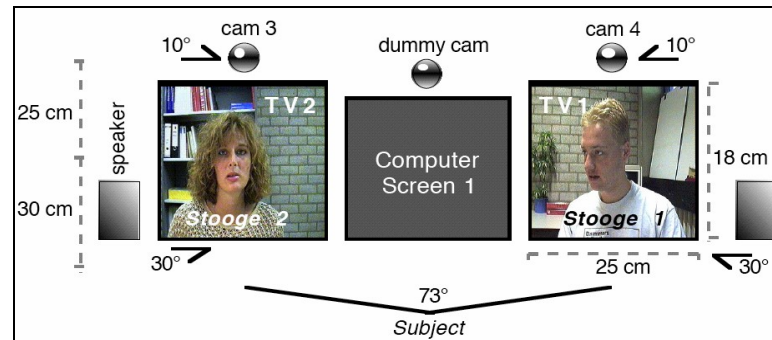 cam 3
cam 4
10°
dummy cam
10°
25 cm
speaker
TV2
TV1
Computer
Screen 1
18 cm
30 cm
Stooge 2
Stooge 1
30°
25 cm
30°
73°
Subject